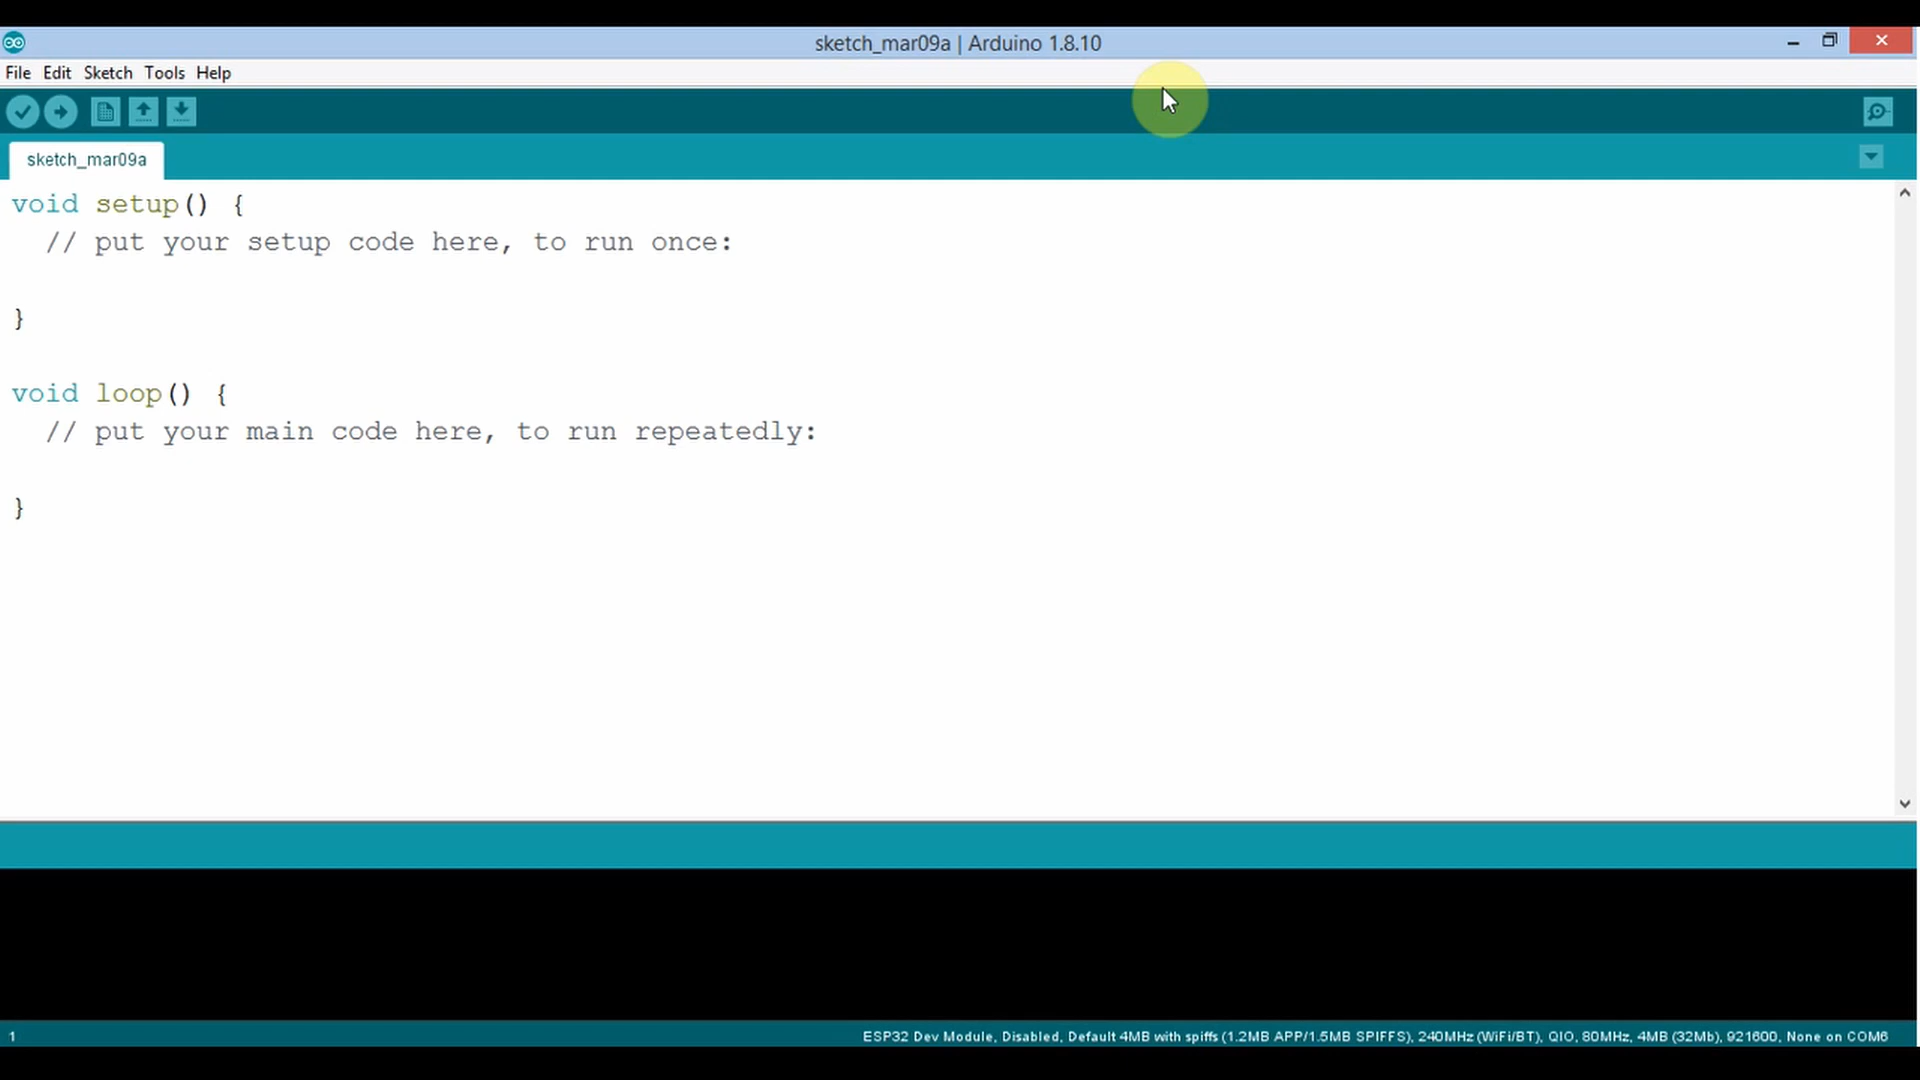 sketch_mar09a | Arduino 1.8.10
File Edit Sketch Tools Help
sketch_mar09a
void setup() {
// put your setup code here, to run once:
}
void loop() {
// put your main code here, to run repeatedly:
}
1
ESP32 Dev Module, Disabled, Default 4MB with spiffs (1.2MB APP/1.5MB SPIFFS), 240MHz (WiFi/BT), QIO, 80MHz, 4MB (32Mb), 921600, None on COM6